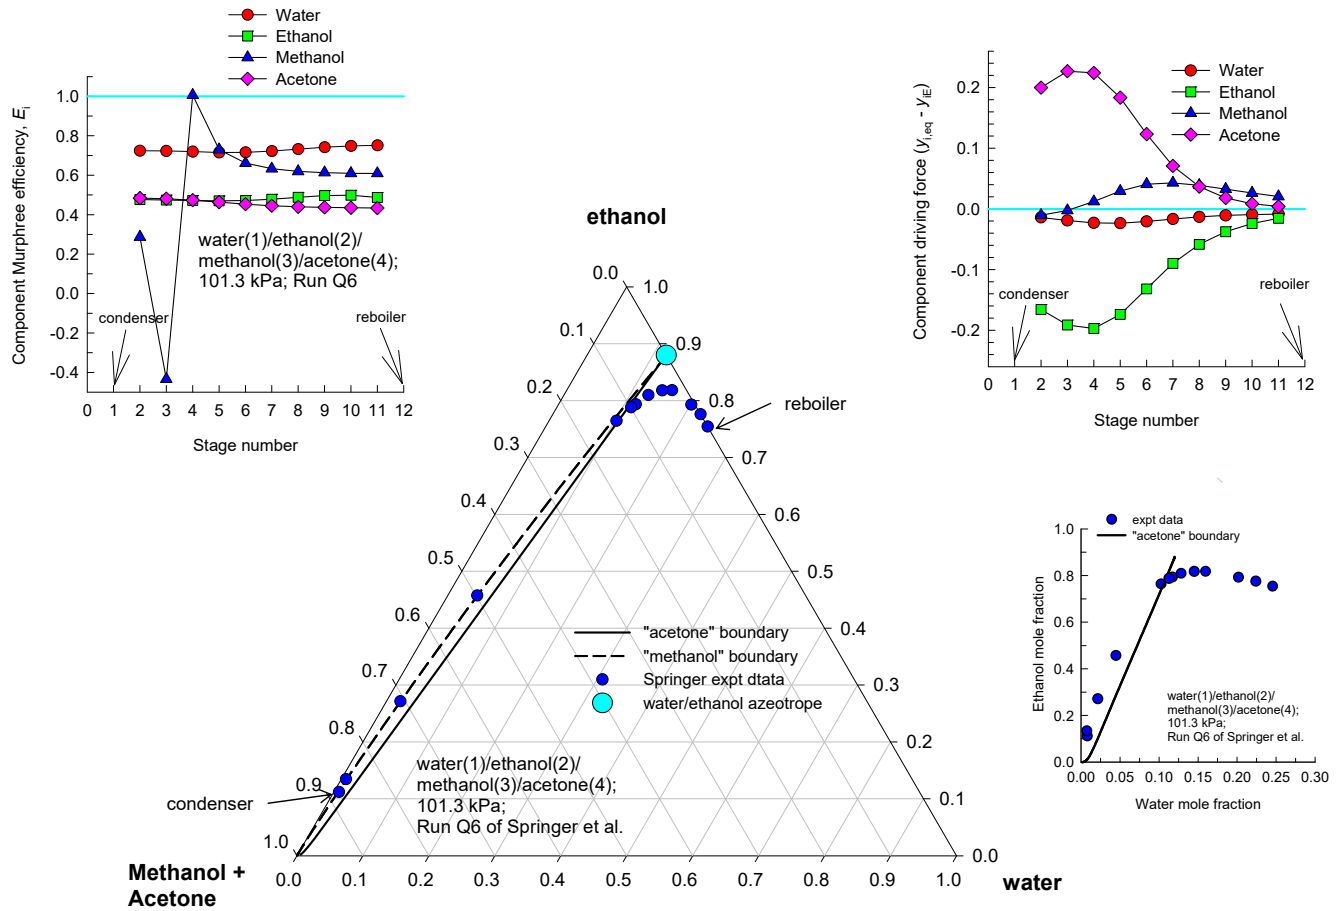 Water
Ethanol
Methanol
Acetone
1.0
0.8
0.6
0.4
0.2
0.0
-0.2
-0.4
Component Murphree efficiency, Ei
water(1)/ethanol(2)/
methanol(3)/acetone(4);
101.3 kPa; Run Q6
condenser
reboiler
0 1 2 3 4 5 6 7 8 9 10 11 12
Stage number
Water
Ethanol
Methanol
Acetone
0.2
0.1
0.0
-0.1
-0.2
Component driving force (yi,eq - yiE)
condenser
reboiler
0 1 2 3 4 5 6 7 8 9 10 11 12
Stage number
ethanol
0.0
0.1
0.2
0.3
0.4
0.5
0.6
0.7
0.8
0.9
1.0
1.0
0.9
0.8
0.7
0.6
0.5
0.4
0.3
0.2
0.1
0.0
reboiler
"acetone" boundary
"methanol" boundary
Springer expt dtata
water/ethanol azeotrope
water(1)/ethanol(2)/
methanol(3)/acetone(4);
101.3 kPa;
Run Q6 of Springer et al.
condenser
0.0 0.1 0.2 0.3 0.4 0.5 0.6 0.7 0.8 0.9 1.0
Methanol +
Acetone
water
expt data
"acetone" boundary
1.0
0.8
0.6
0.4
0.2
0.0
Ethanol mole fraction
water(1)/ethanol(2)/
methanol(3)/acetone(4);
101.3 kPa;
Run Q6 of Springer et al.
0.00 0.05 0.10 0.15 0.20 0.25 0.30
Water mole fraction